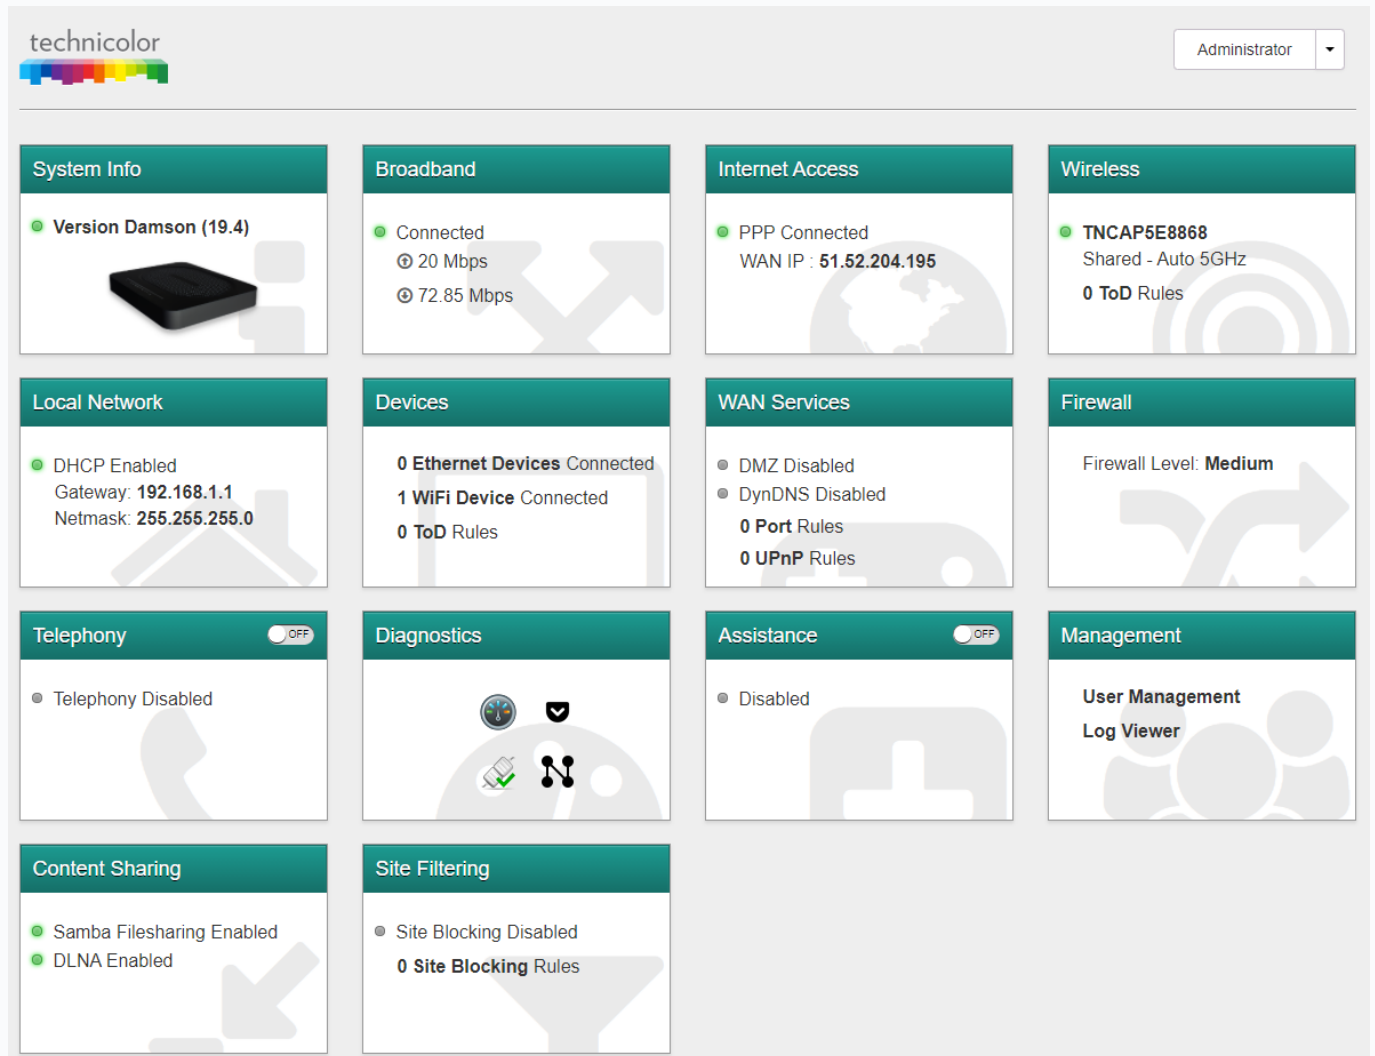 technicolor
Administrator
System Info
Version Damson (19.4)
Broadband
Connected
20 Mbps
72.85 Mbps
Internet Access
PPP Connected
WAN IP : 51.52.204.195
Wireless
TNCAP5E8868
Shared - Auto 5GHz
0 ToD Rules
Local Network
DHCP Enabled
Gateway: 192.168.1.1
Netmask: 255.255.255.0
Devices
0 Ethernet Devices Connected
1 WiFi Device Connected
0 ToD Rules
WAN Services
DMZ Disabled
DynDNS Disabled
0 Port Rules
0 UPnP Rules
Firewall
Firewall Level: Medium
Telephony
OFF
Telephony Disabled
Diagnostics
Assistance
OFF
Disabled
Management
User Management
Log Viewer
Content Sharing
Samba Filesharing Enabled
DLNA Enabled
Site Filtering
Site Blocking Disabled
0 Site Blocking Rules